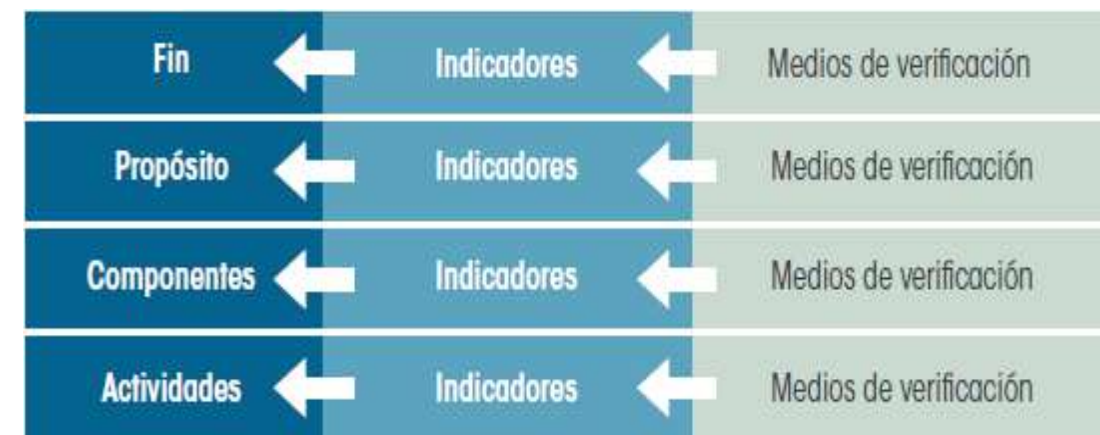 Fin Indicadores Medios de verificación
Propósito Indicadores Medios de verificación
Componentes Indicadores Medios de verificación
Actividades Indicadores Medios de verificación